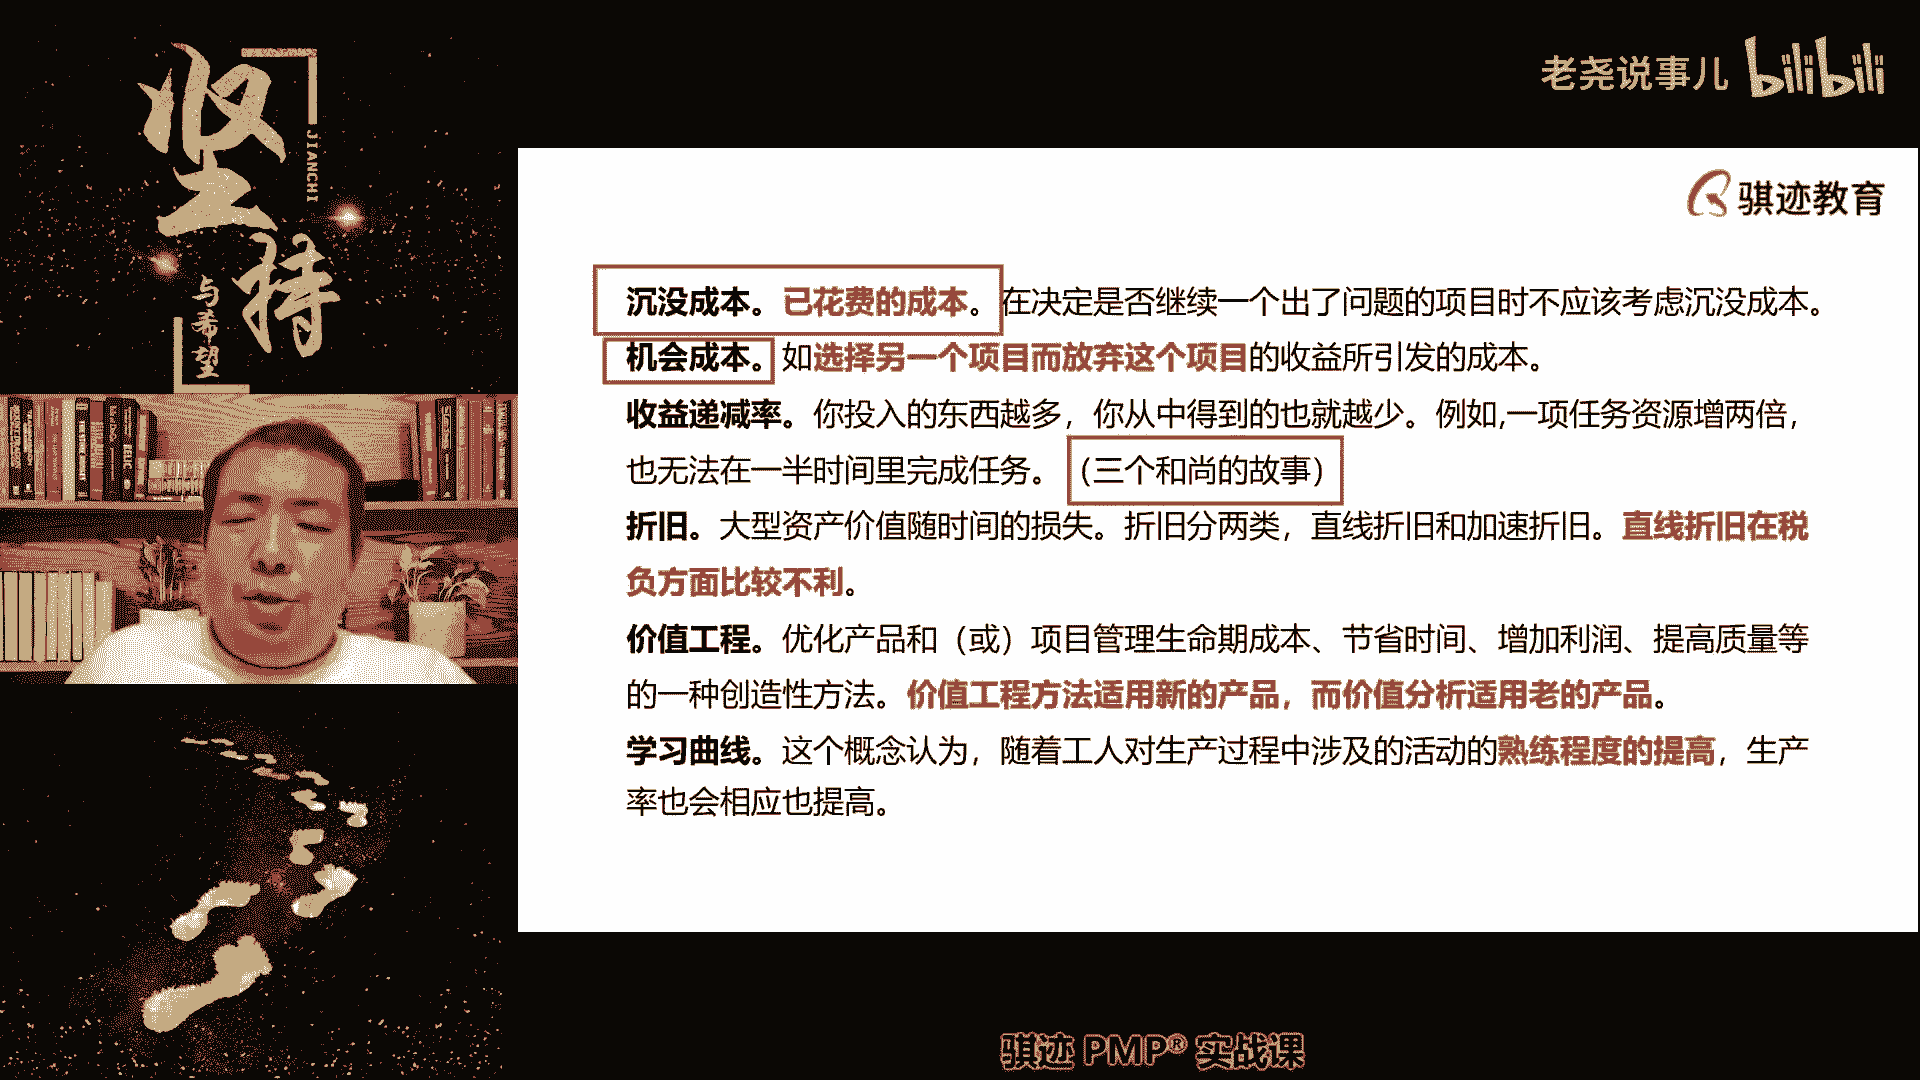 坚持
JIANCHI
与希望
老尧说事儿 bilibili
骐迹教育
沉没成本。已花费的成本。在决定是否继续一个出了问题的项目时不应该考虑沉没成本。
机会成本。如选择另一个项目而放弃这个项目的收益所引发的成本。
收益递减率。你投入的东西越多，你从中得到的也就越少。例如,一项任务资源增两倍，
也无法在一半时间里完成任务。（三个和尚的故事）
折旧。大型资产价值随时间的损失。折旧分两类，直线折旧和加速折旧。直线折旧在税
负方面比较不利。
价值工程。优化产品和（或）项目管理生命期成本、节省时间、增加利润、提高质量等
的一种创造性方法。价值工程方法适用新的产品，而价值分析适用老的产品。
学习曲线。这个概念认为，随着工人对生产过程中涉及的活动的熟练程度的提高，生产
率也会相应也提高。
骐迹 PMP® 实战课